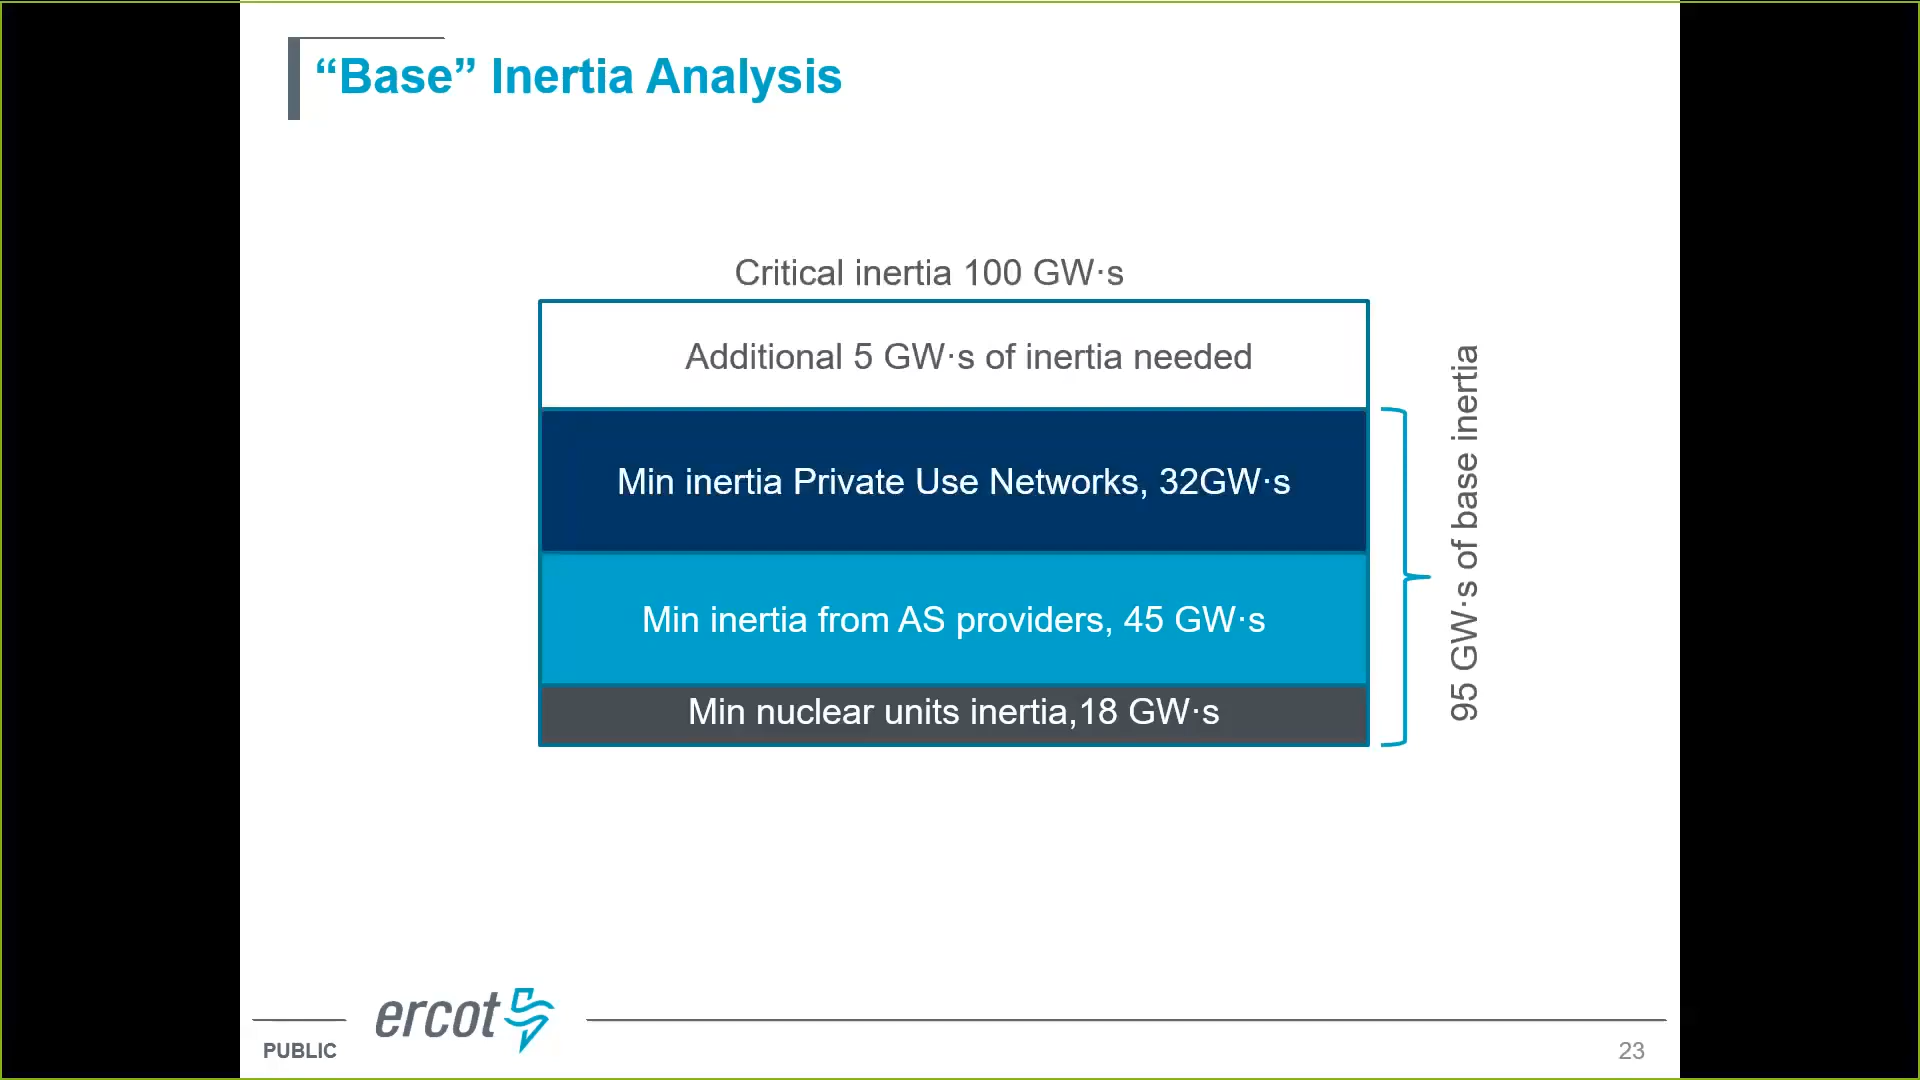 “Base” Inertia Analysis
Critical inertia 100 GW·s
Additional 5 GW·s of inertia needed
Min inertia Private Use Networks, 32GW·s
Min inertia from AS providers, 45 GW·s
Min nuclear units inertia,18 GW·s
95 GW·s of base inertia
ercot
PUBLIC
23